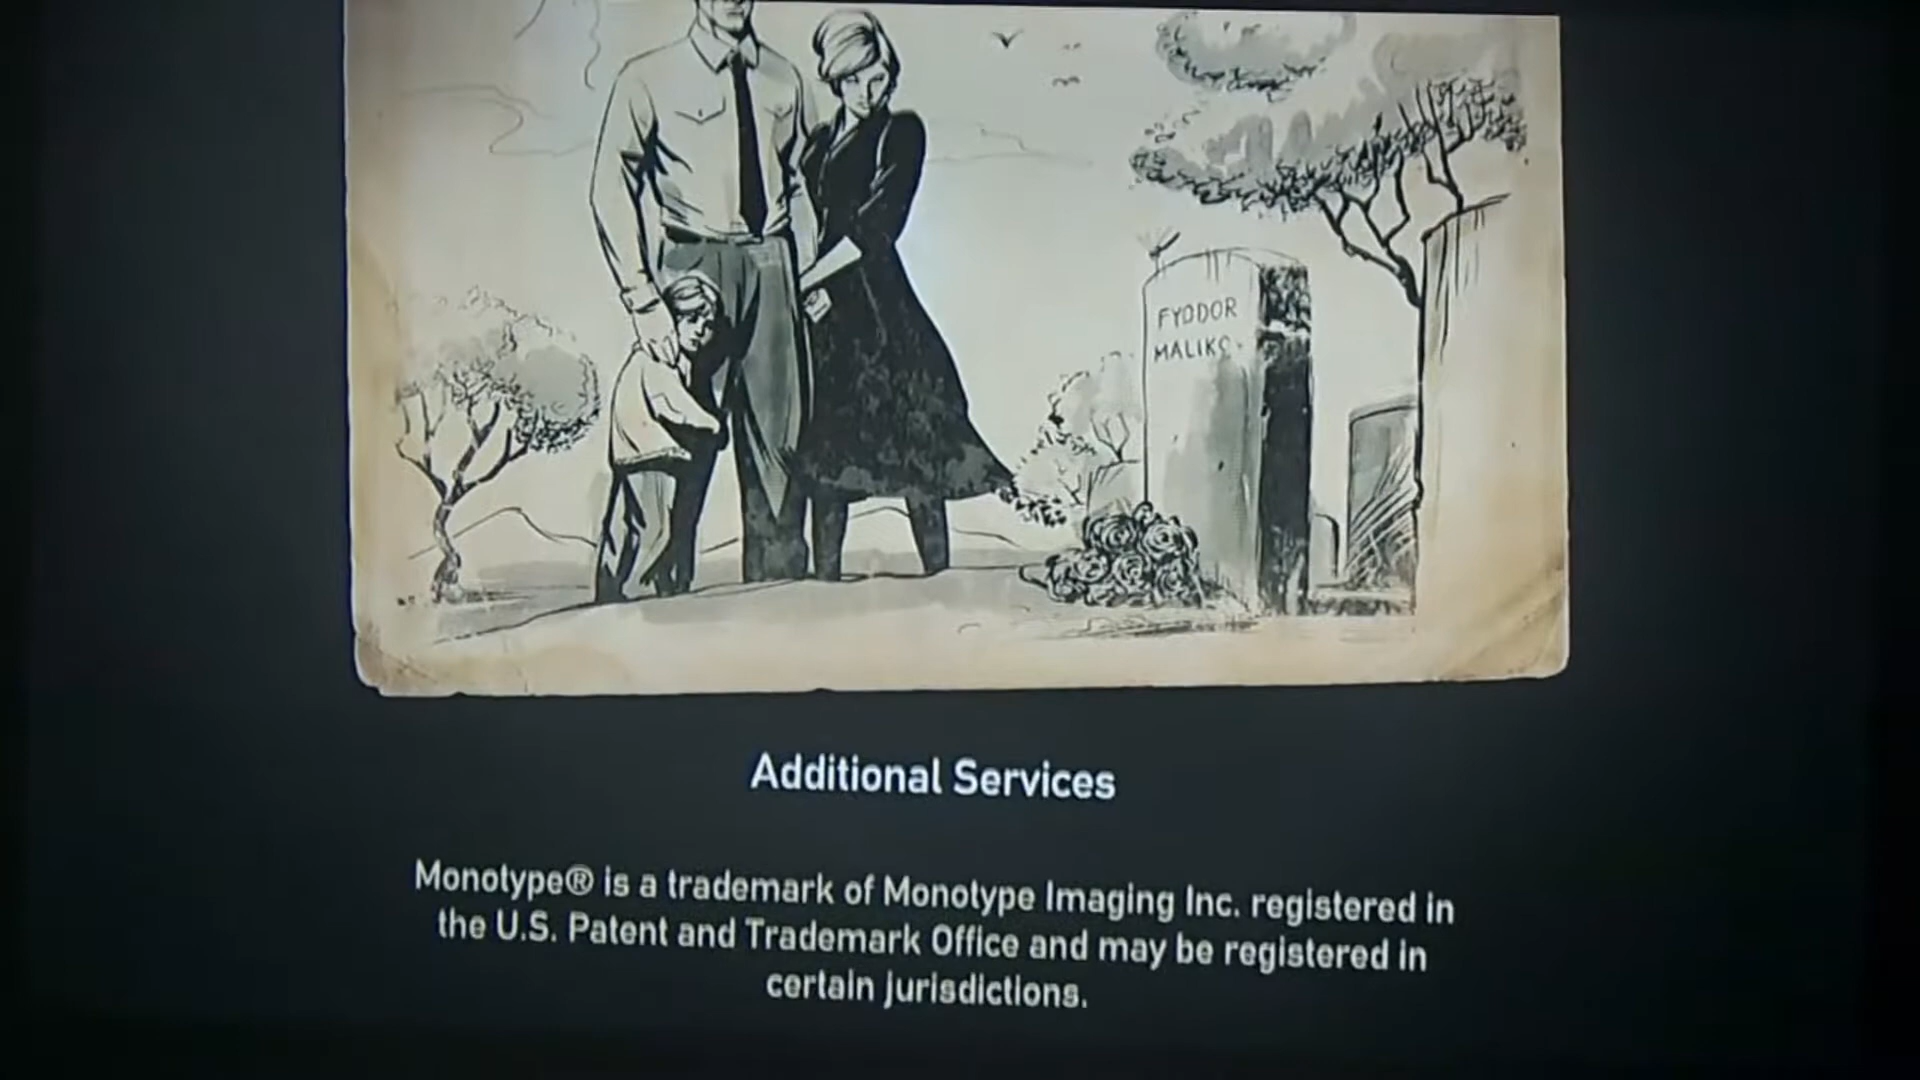 FYODOR
Additional Services
Monotype® is a trademark of Monotype Imaging Inc. registered in
the U.S. Patent and Trademark Office and may be registered in
certain jurisdictions.